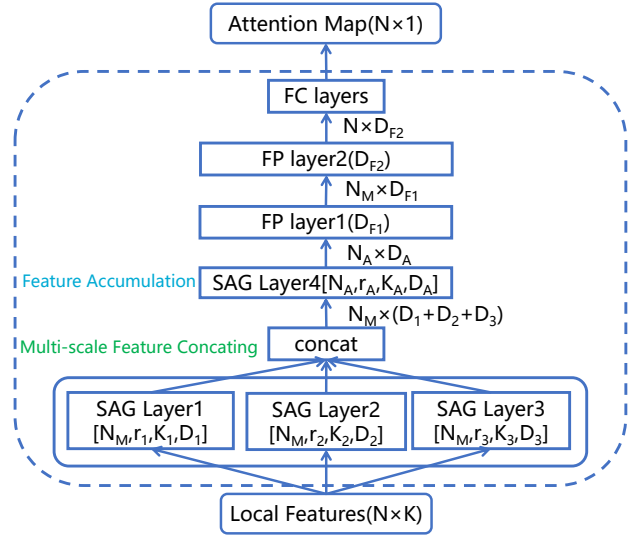 Attention Map(N×1)
FC layers
N×D_F2
FP layer2(D_F2)
N_M×D_F1
FP layer1(D_F1)
N_A×D_A
Feature Accumulation
SAG Layer4[N_A,r_A,K_A,D_A]
N_M×(D_1+D_2+D_3)
Multi-scale Feature Concating
concat
SAG Layer1
[N_M,r_1,K_1,D_1]
SAG Layer2
[N_M,r_2,K_2,D_2]
SAG Layer3
[N_M,r_3,K_3,D_3]
Local Features(N×K)